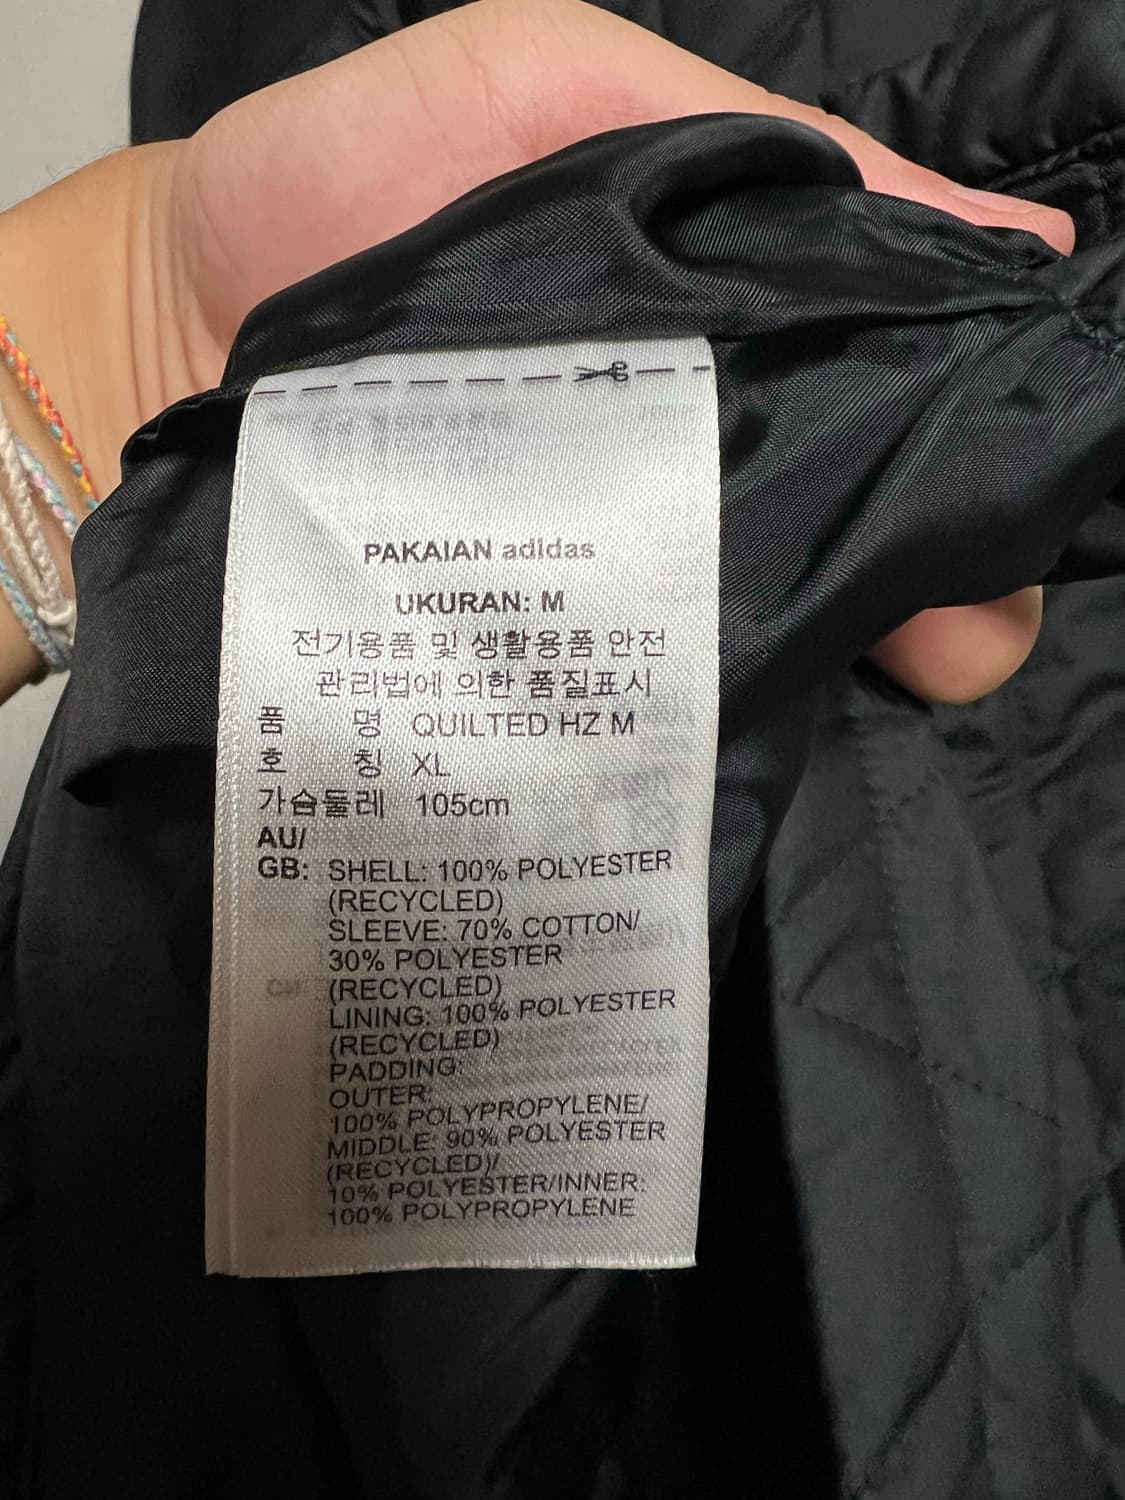 PAKAIAN adidas
UKURAN: M
전기용품 및 생활용품 안전
관리법에 의한 품질표시
품 명 QUILTED HZ M
호 칭 XL
가슴둘레 105cm
AU/
GB: SHELL: 100% POLYESTER
(RECYCLED)
SLEEVE: 70% COTTON/
30% POLYESTER
(RECYCLED)
LINING: 100% POLYESTER
(RECYCLED)
PADDING:
OUTER:
100% POLYPROPYLENE/
MIDDLE: 90% POLYESTER
(RECYCLED)/
10% POLYESTER/INNER:
100% POLYPROPYLENE